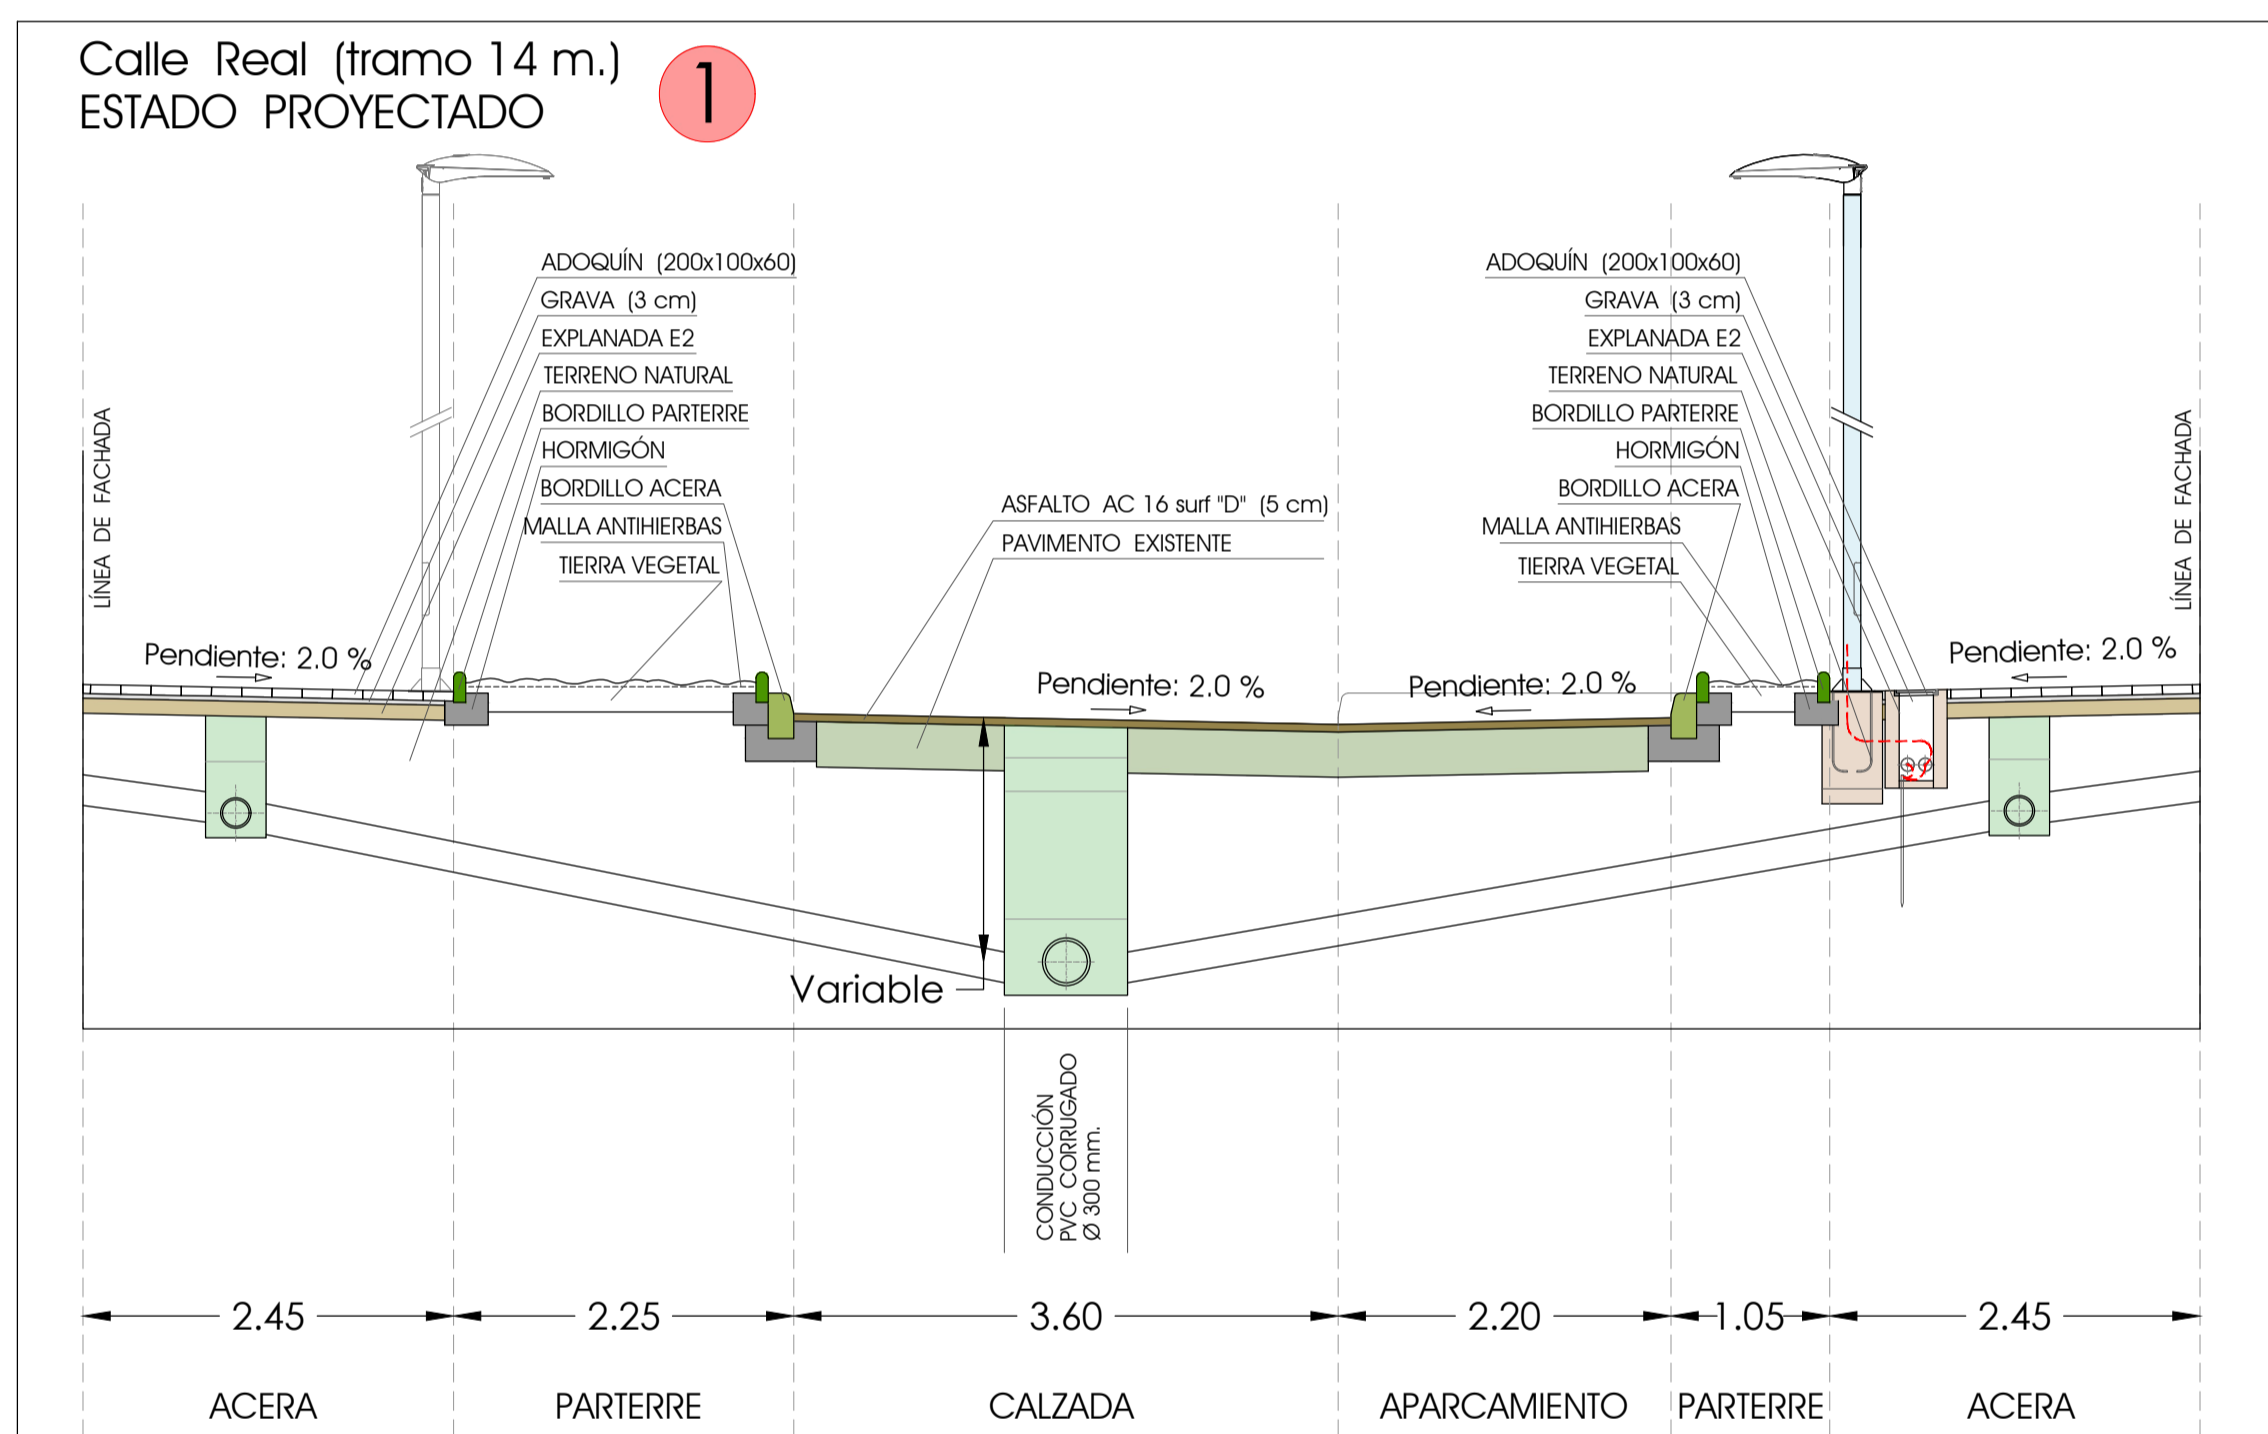 Calle Real (tramo 14 m.)
ESTADO PROYECTADO
1
ADOQUÍN (200x100x60)
GRAVA (3 cm)
EXPLANADA E2
TERRENO NATURAL
BORDILLO PARTERRE
HORMIGÓN
BORDILLO ACERA
MALLA ANTIHIERBAS
TIERRA VEGETAL
ASFALTO AC 16 surf "D" (5 cm)
PAVIMENTO EXISTENTE
ADOQUÍN (200x100x60)
GRAVA (3 cm)
EXPLANADA E2
TERRENO NATURAL
BORDILLO PARTERRE
HORMIGÓN
BORDILLO ACERA
MALLA ANTIHIERBAS
TIERRA VEGETAL
LÍNEA DE FACHADA
LÍNEA DE FACHADA
Pendiente: 2.0 %
Pendiente: 2.0 %
Pendiente: 2.0 %
Pendiente: 2.0 %
Variable
CONDUCCIÓN
PVC CORRUGADO
Ø 300 mm.
2.45 2.25 3.60 2.20 1.05 2.45
ACERA PARTERRE CALZADA APARCAMIENTO PARTERRE ACERA